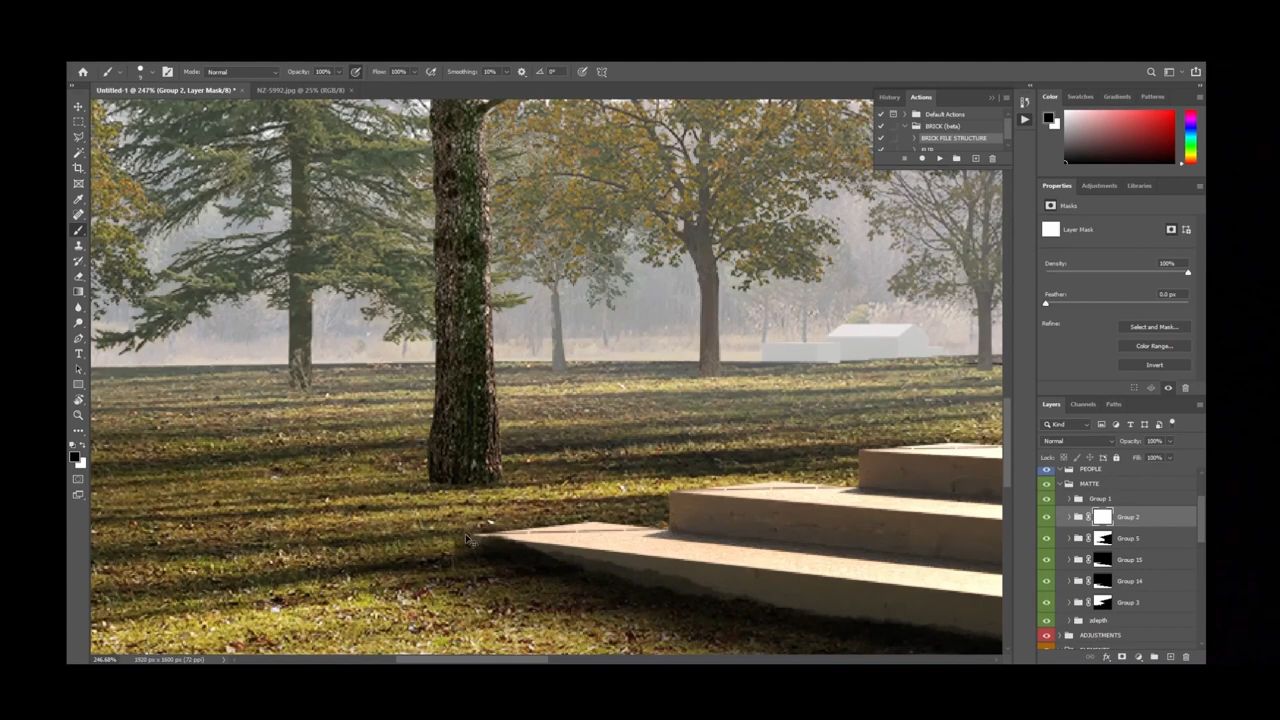 Mode: Normal Opacity: 100% Flow: 100% Smoothing: 10% 0°
Untitled-1 @ 247% (Group 2, Layer Mask/8) * × NZ-5992.jpg @ 25% (RGB/8) ×
History Actions
Default Actions
BRICK (beta)
BRICK FILE STRUCTURE
Color Swatches Gradients Patterns
Properties Adjustments Libraries
Masks
Layer Mask
Density: 100%
Feather: 0.0 px
Refine:
Select and Mask...
Color Range...
Invert
Layers Channels Paths
Kind
Normal Opacity: 100%
Lock: Fill: 100%
PEOPLE
MATTE
Group 1
Group 2
Group 5
Group 15
Group 14
Group 3
zdepth
ADJUSTMENTS
246.68% 1920 px x 1600 px (72 ppi)